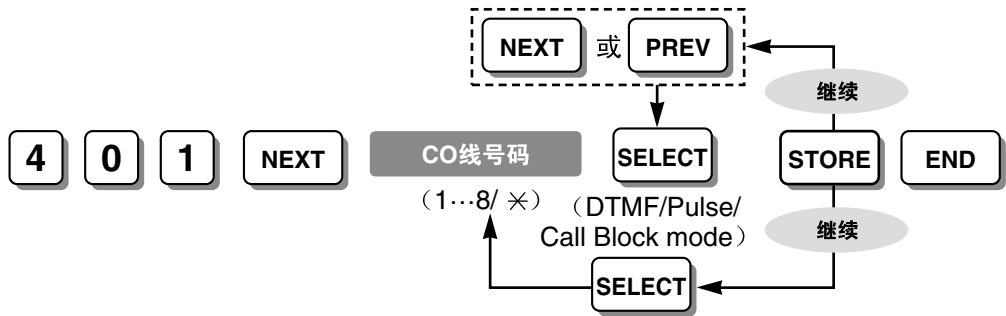 NEXT 或 PREV
继续
4 0 1 NEXT CO线号码 SELECT STORE END
（1…8/ ✳）
（DTMF/Pulse/
Call Block mode）
继续
SELECT